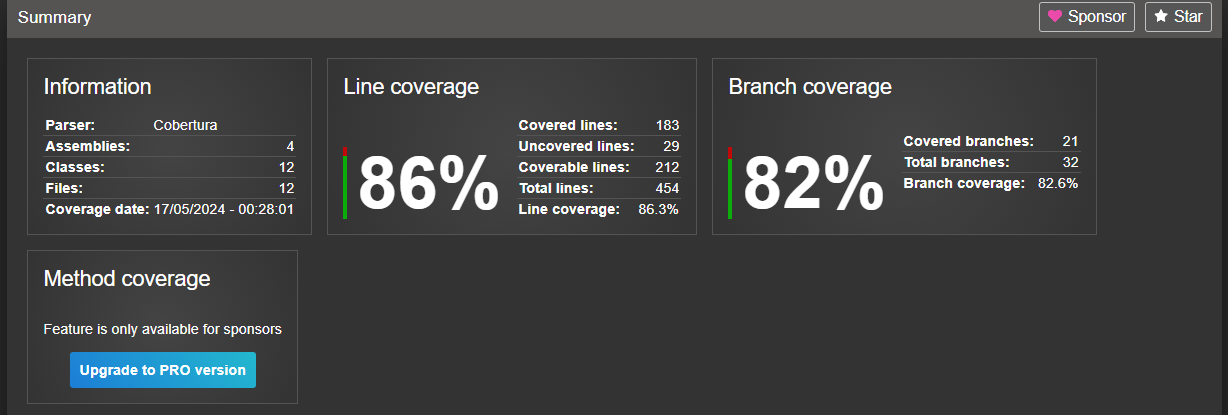 Summary
Sponsor
Star
Information
Parser: Cobertura
Assemblies: 4
Classes: 12
Files: 12
Coverage date: 17/05/2024 - 00:28:01
Line coverage
86%
Covered lines: 183
Uncovered lines: 29
Coverable lines: 212
Total lines: 454
Line coverage: 86.3%
Branch coverage
82%
Covered branches: 21
Total branches: 32
Branch coverage: 82.6%
Method coverage
Feature is only available for sponsors
Upgrade to PRO version